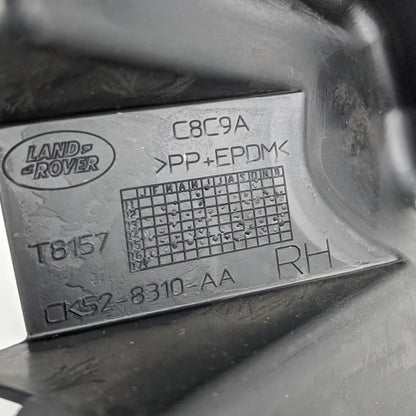 LAND-
ROVER
C8C9A
>PP+EPDM<
T8157
CK52-8310-AA
RH